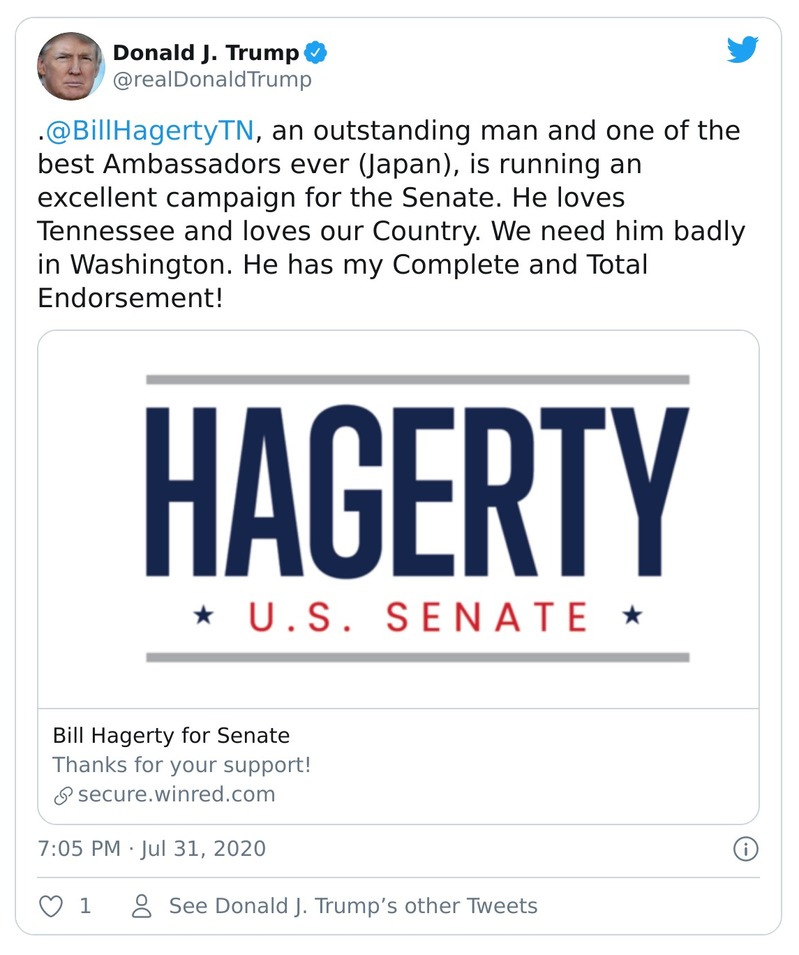 Donald J. Trump
@realDonaldTrump
.@BillHagertyTN, an outstanding man and one of the
best Ambassadors ever (Japan), is running an
excellent campaign for the Senate. He loves
Tennessee and loves our Country. We need him badly
in Washington. He has my Complete and Total
Endorsement!
HAGERTY
U.S. SENATE
Bill Hagerty for Senate
Thanks for your support!
secure.winred.com
7:05 PM · Jul 31, 2020
1 See Donald J. Trump’s other Tweets